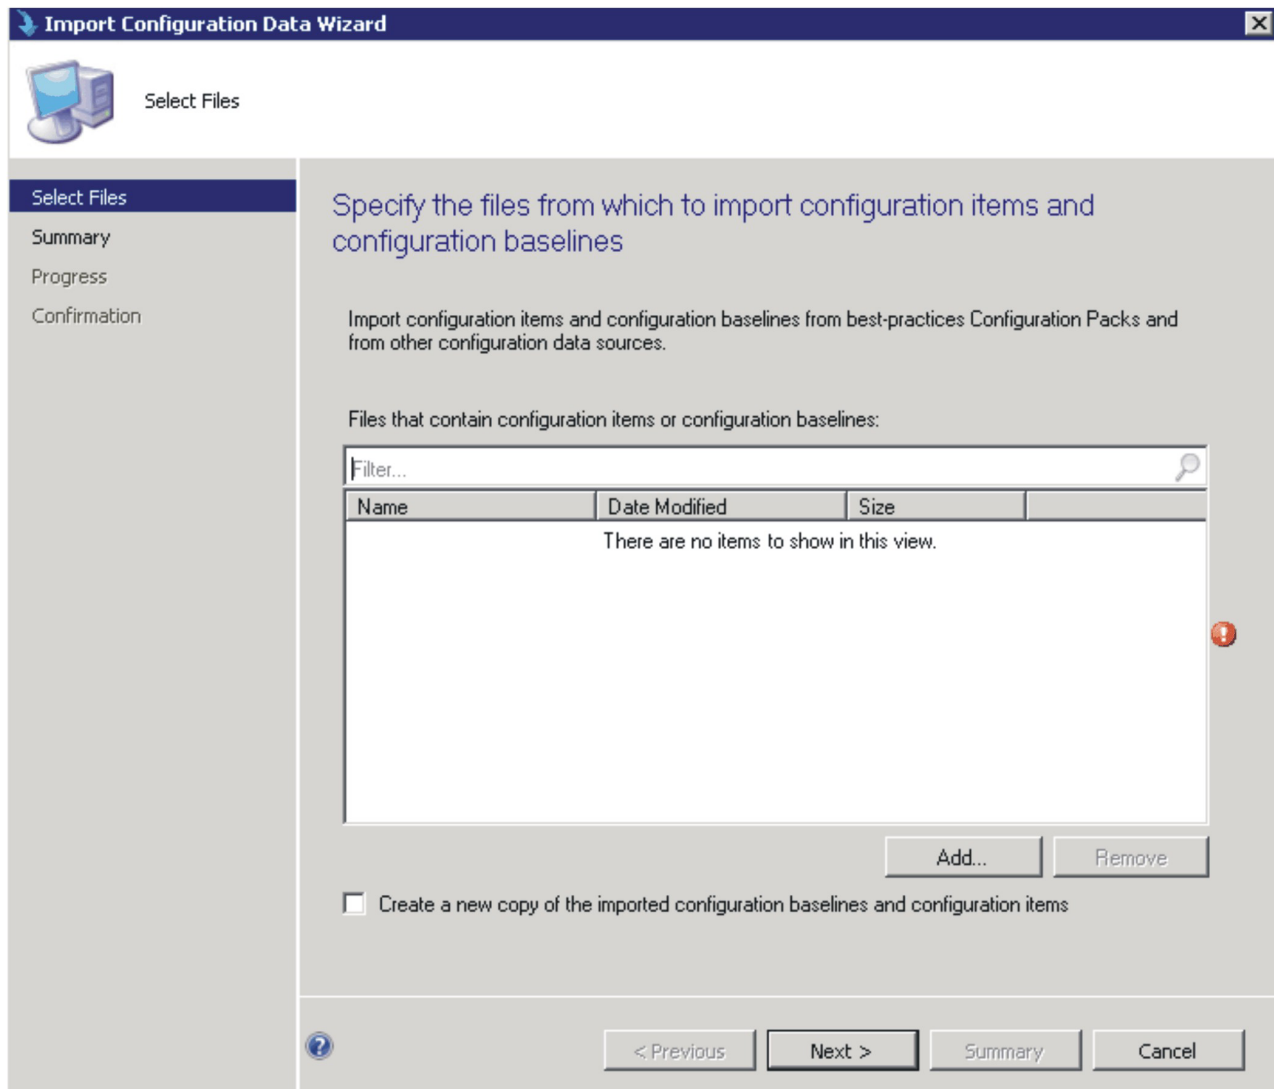 Import Configuration Data Wizard
Select Files
Select Files
Summary
Progress
Confirmation
Specify the files from which to import configuration items and
configuration baselines
Import configuration items and configuration baselines from best-practices Configuration Packs and
from other configuration data sources.
Files that contain configuration items or configuration baselines:
Filter...
Name Date Modified Size
There are no items to show in this view.
Add... Remove
Create a new copy of the imported configuration baselines and configuration items
< Previous Next > Summary Cancel